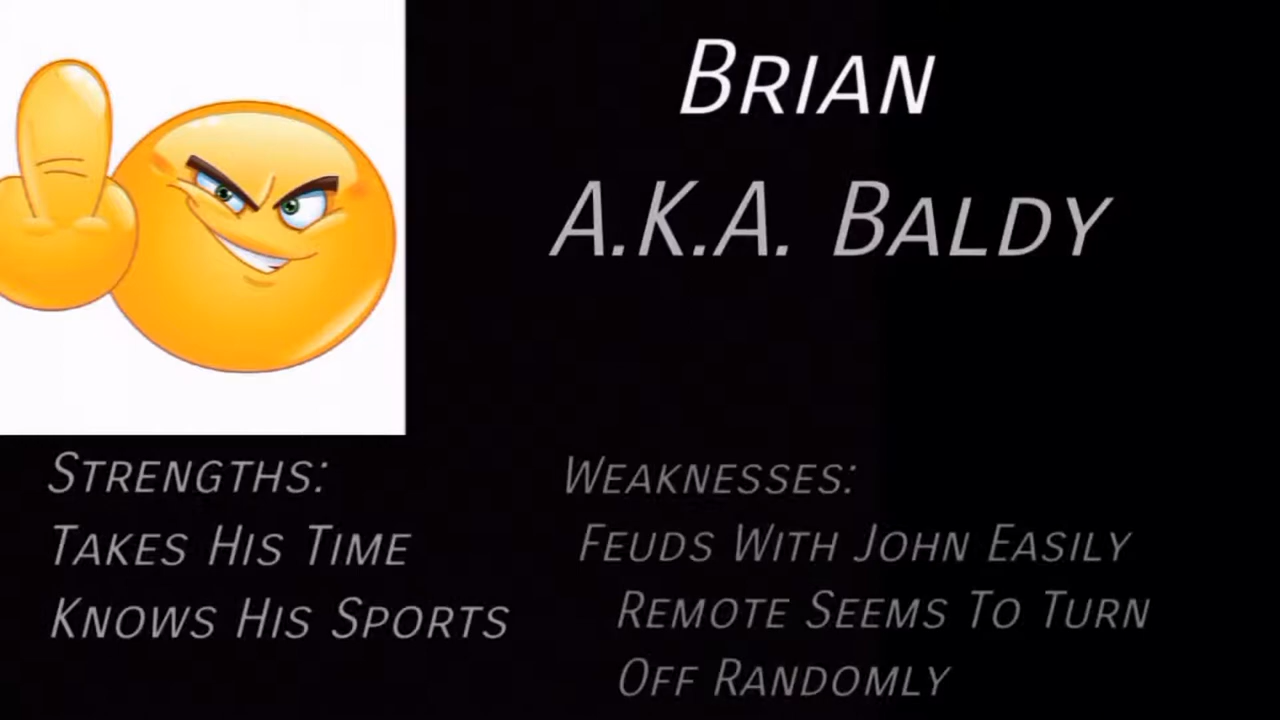 Brian
A.K.A. Baldy
Strengths:
Takes His Time
Knows His Sports
Weaknesses:
Feuds With John Easily
Remote Seems To Turn
Off Randomly